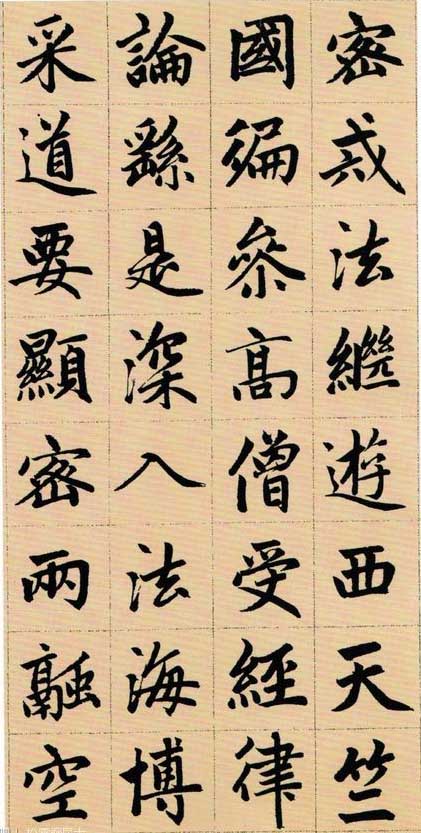 密戒法繼遊西天竺
國徧參高僧受經律
論繇是深入法海博
采道要顯密兩融空